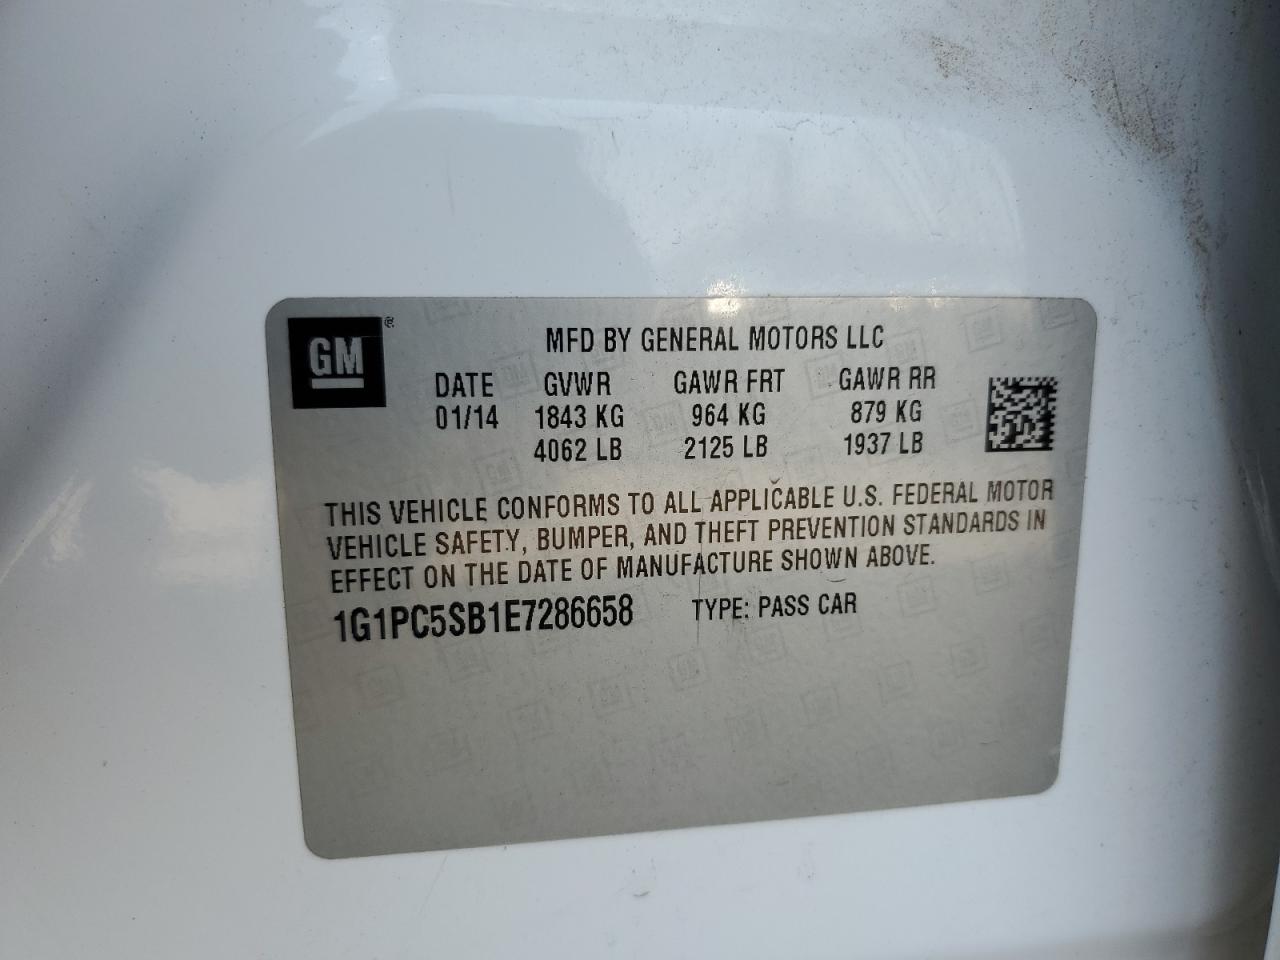 GM ®
MFD BY GENERAL MOTORS LLC
DATE GVWR GAWR FRT GAWR RR
01/14 1843 KG 964 KG 879 KG
4062 LB 2125 LB 1937 LB
THIS VEHICLE CONFORMS TO ALL APPLICABLE U.S. FEDERAL MOTOR
VEHICLE SAFETY, BUMPER, AND THEFT PREVENTION STANDARDS IN
EFFECT ON THE DATE OF MANUFACTURE SHOWN ABOVE.
1G1PC5SB1E7286658 TYPE: PASS CAR